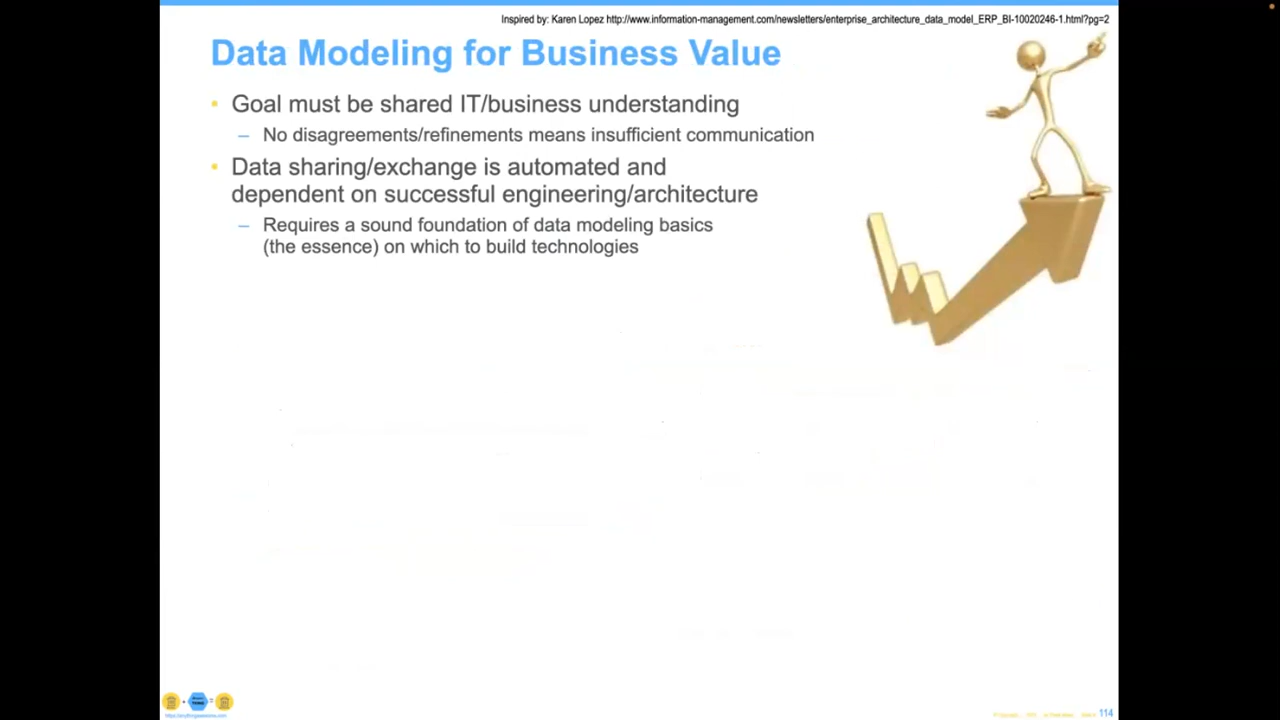 Inspired by: Karen Lopez http://www.information-management.com/newsletters/enterprise_architecture_data_model_ERP_BI-10020246-1.html?pg=2
Data Modeling for Business Value
• Goal must be shared IT/business understanding
– No disagreements/refinements means insufficient communication
• Data sharing/exchange is automated and
dependent on successful engineering/architecture
– Requires a sound foundation of data modeling basics
(the essence) on which to build technologies
114